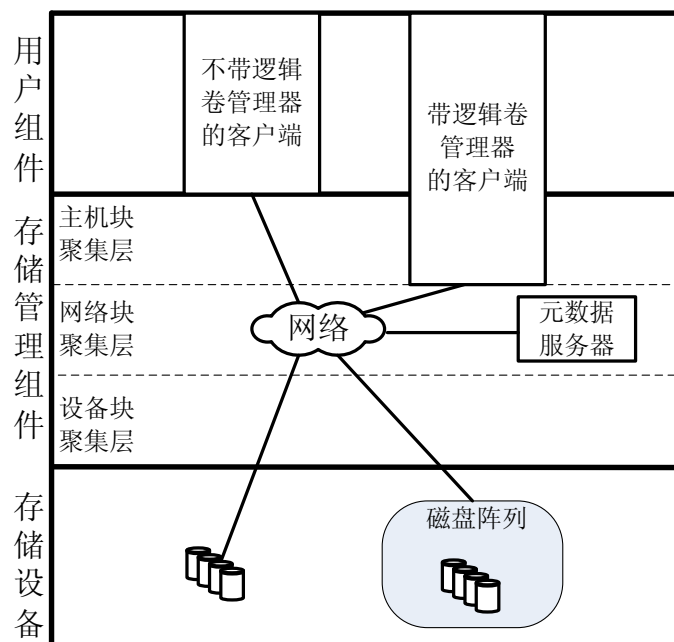 用户组件
不带逻辑
卷管理器
的客户端
带逻辑卷
管理器
的客户端
存储管理组件
主机块
聚集层
网络块
聚集层
网络
元数据
服务器
设备块
聚集层
存储设备
磁盘阵列